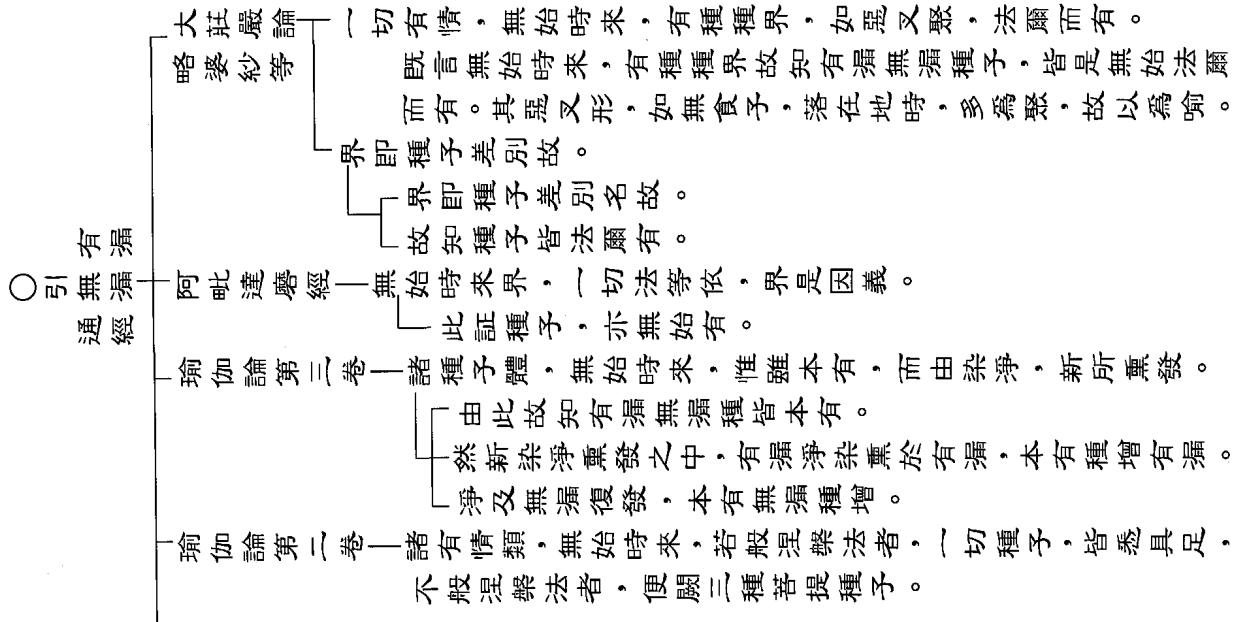 ○引有漏無漏通經
大莊嚴論略婆紗等
一切有情，無始時來，有種種界，如惡叉聚，法爾而有。
既言無始時來，有種種界故知有漏無漏種子，皆是無始法爾
而有。其惡叉形，如無食子，落在地時，多爲聚，故以爲喻。
界即種子差別故。
界即種子差別名故。
故知種子皆法爾有。
阿毗達磨經
無始時來界，一切法等依，界是因義。
此証種子，亦無始有。
瑜伽論第三卷
諸種子體，無始時來，惟雖本有，而由染淨，新所熏發。
由此故知有漏無漏種皆本有。
然新染淨熏發之中，有漏淨染熏於有漏，本有種增有漏。
淨及無漏復發，本有無漏種增。
瑜伽論第二卷
諸有情類，無始時來，若般涅槃法者，一切種子，皆悉具足，
不般涅槃法者，便闕三種菩提種子。